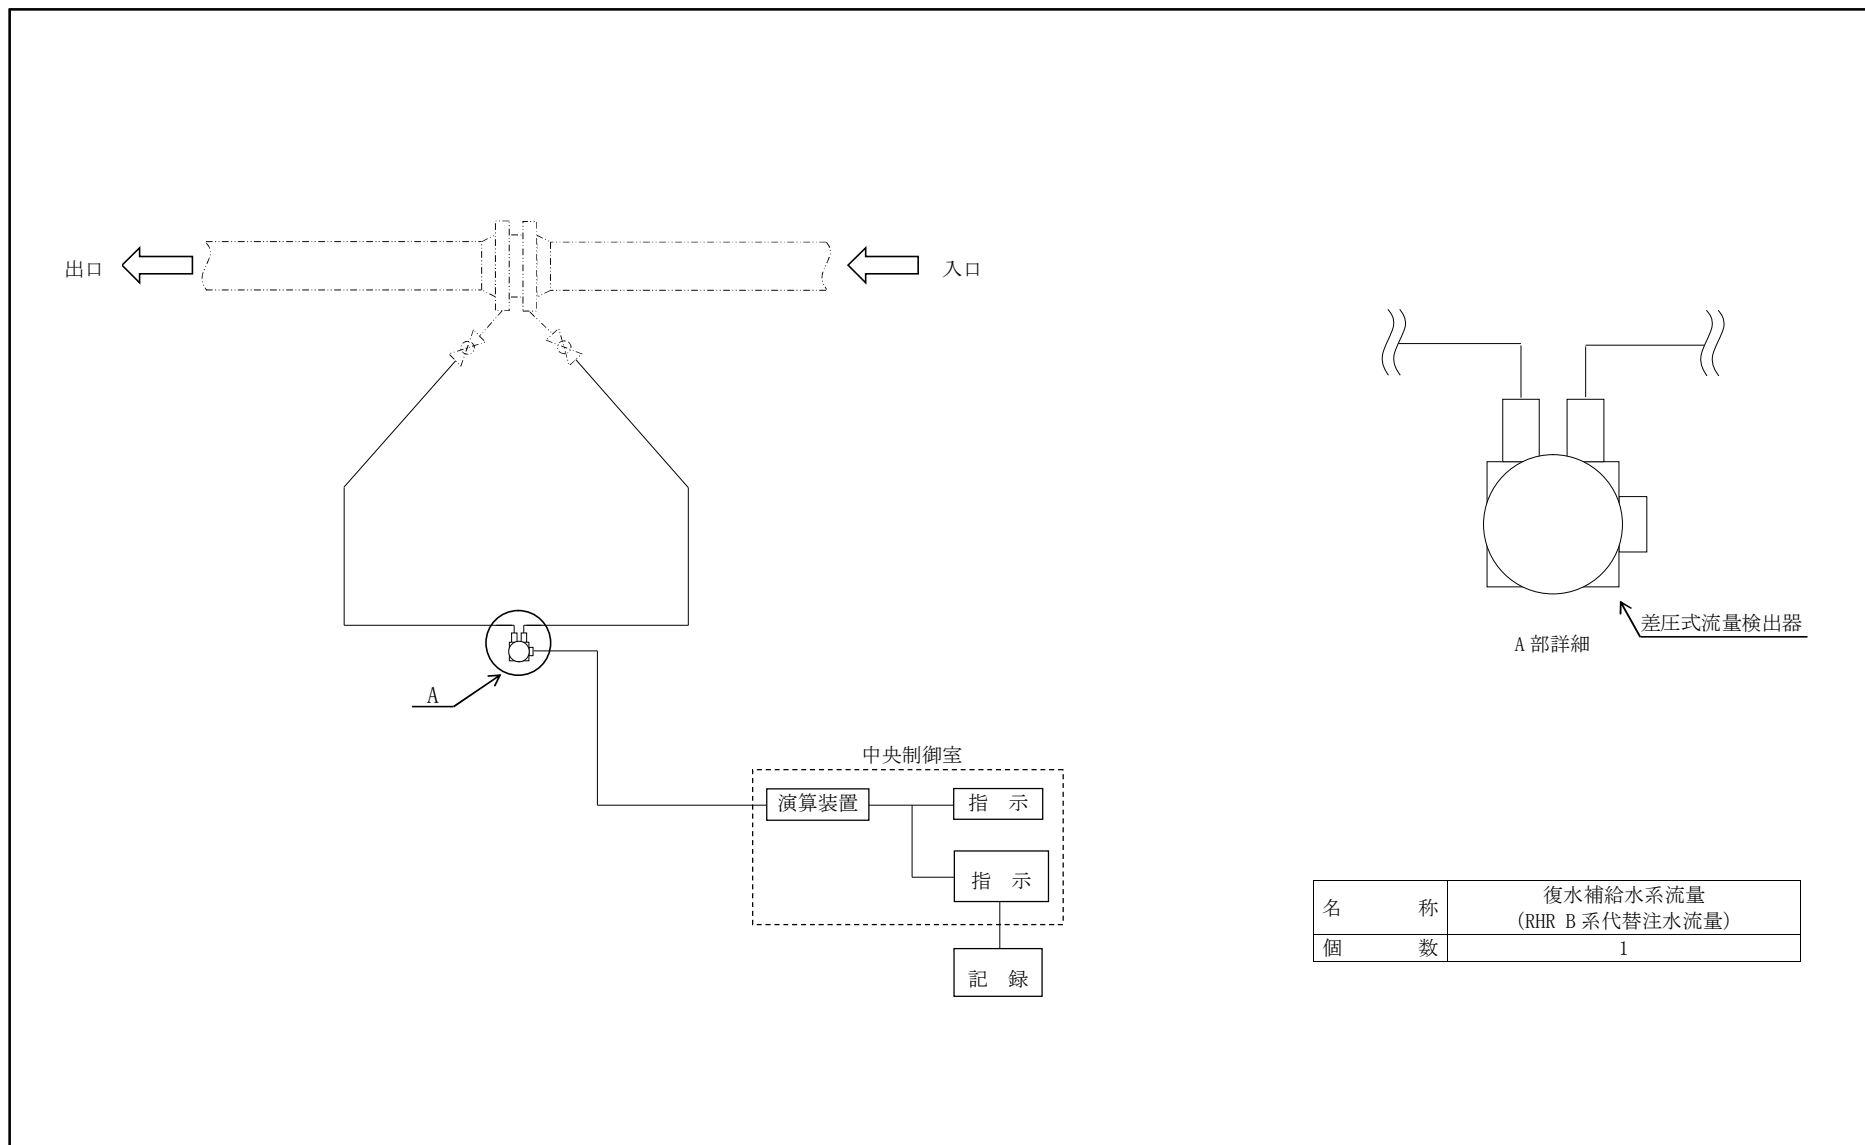 出口
入口
差圧式流量検出器
A 部詳細
A
中央制御室
演算装置
指 示
指 示
記 録
名 称 復水補給水系流量
(RHR B 系代替注水流量)
個 数 1